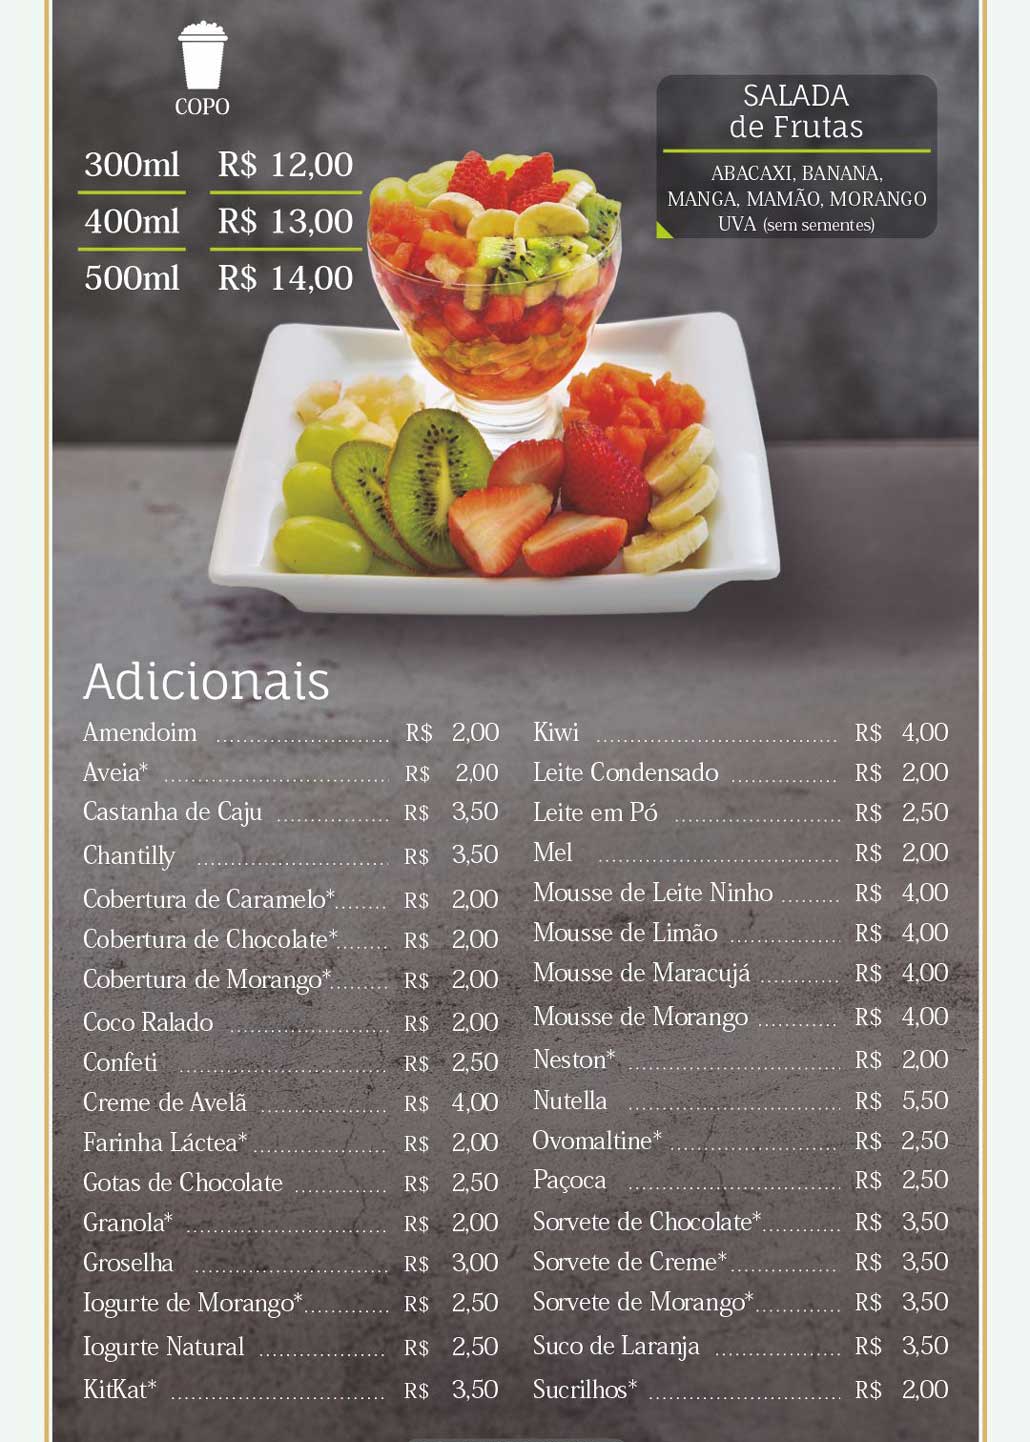 COPO
300ml R$ 12,00
400ml R$ 13,00
500ml R$ 14,00
SALADA
de Frutas
ABACAXI, BANANA,
MANGA, MAMÃO, MORANGO
UVA (sem sementes)
Adicionais
Amendoim ........................... R$ 2,00
Aveia* ................................... R$ 2,00
Castanha de Caju .................. R$ 3,50
Chantilly .............................. R$ 3,50
Cobertura de Caramelo*........ R$ 2,00
Cobertura de Chocolate*........ R$ 2,00
Cobertura de Morango*......... R$ 2,00
Coco Ralado ......................... R$ 2,00
Confeti ................................ R$ 2,50
Creme de Avelã .................... R$ 4,00
Farinha Láctea* ..................... R$ 2,00
Gotas de Chocolate .............. R$ 2,50
Granola* ............................... R$ 2,00
Groselha .............................. R$ 3,00
Iogurte de Morango*............. R$ 2,50
Iogurte Natural .................... R$ 2,50
KitKat* ................................. R$ 3,50
Kiwi ..................................... R$ 4,00
Leite Condensado ................ R$ 2,00
Leite em Pó .......................... R$ 2,50
Mel ..................................... R$ 2,00
Mousse de Leite Ninho ......... R$ 4,00
Mousse de Limão ................. R$ 4,00
Mousse de Maracujá ............ R$ 4,00
Mousse de Morango ............ R$ 4,00
Neston* ................................ R$ 2,00
Nutella ................................ R$ 5,50
Ovomaltine* ......................... R$ 2,50
Paçoca ................................ R$ 2,50
Sorvete de Chocolate*............ R$ 3,50
Sorvete de Creme* ................ R$ 3,50
Sorvete de Morango*............. R$ 3,50
Suco de Laranja ................... R$ 3,50
Sucrilhos* ............................. R$ 2,00